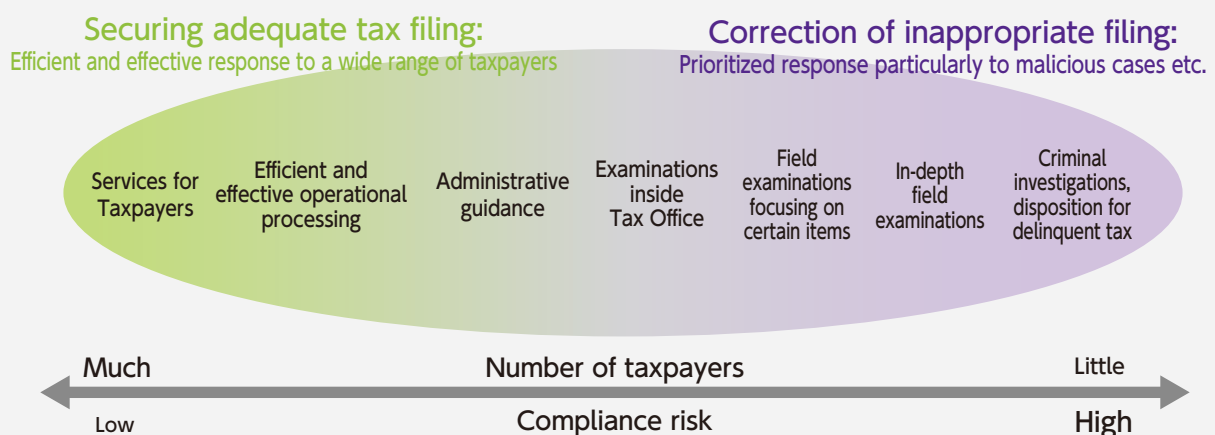 Securing adequate tax filing:
Efficient and effective response to a wide range of taxpayers
Correction of inappropriate filing:
Prioritized response particularly to malicious cases etc.
Services for
Taxpayers
Efficient and
effective operational
processing
Administrative
guidance
Examinations
inside
Tax Office
Field
examinations
focusing on
certain items
In-depth
field
examinations
Criminal
investigations,
disposition for
delinquent tax
Much
Number of taxpayers
Little
Low
Compliance risk
High